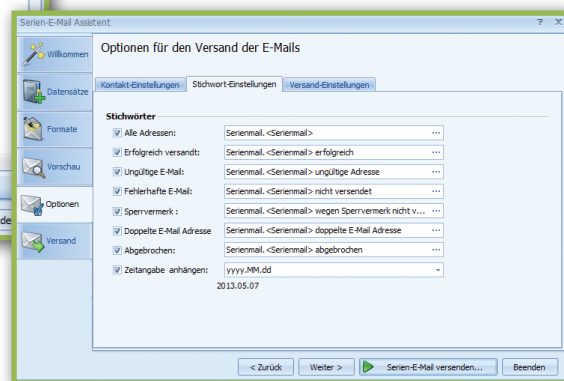 Serien-E-Mail Assistent
? X
Willkommen
Datensätze
Formate
Vorschau
Optionen
Versand
Optionen für den Versand der E-Mails
Kontakt-Einstellungen Stichwort-Einstellungen Versand-Einstellungen
Stichwörter
Alle Adressen: Serienmail.<Serienmail> ...
Erfolgreich versandt: Serienmail.<Serienmail> erfolgreich ...
Ungültige E-Mail: Serienmail.<Serienmail> ungültige Adresse ...
Fehlerhafte E-Mail: Serienmail.<Serienmail> nicht versendet ...
Sperrvermerk : Serienmail.<Serienmail> wegen Sperrvermerk nicht v... ...
Doppelte E-Mail Adresse Serienmail.<Serienmail> doppelte E-Mail Adresse ...
Abgebrochen: Serienmail.<Serienmail> abgebrochen ...
Zeitangabe anhängen: yyyy.MM.dd
2013.05.07
< Zurück Weiter > Serien-E-Mail versenden... Beenden